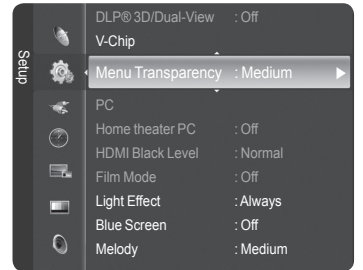 Setup
DLP® 3D/Dual-View : Off
V-Chip
Menu Transparency : Medium
PC
Home theater PC : Off
HDMI Black Level : Normal
Film Mode : Off
Light Effect : Always
Blue Screen : Off
Melody : Medium